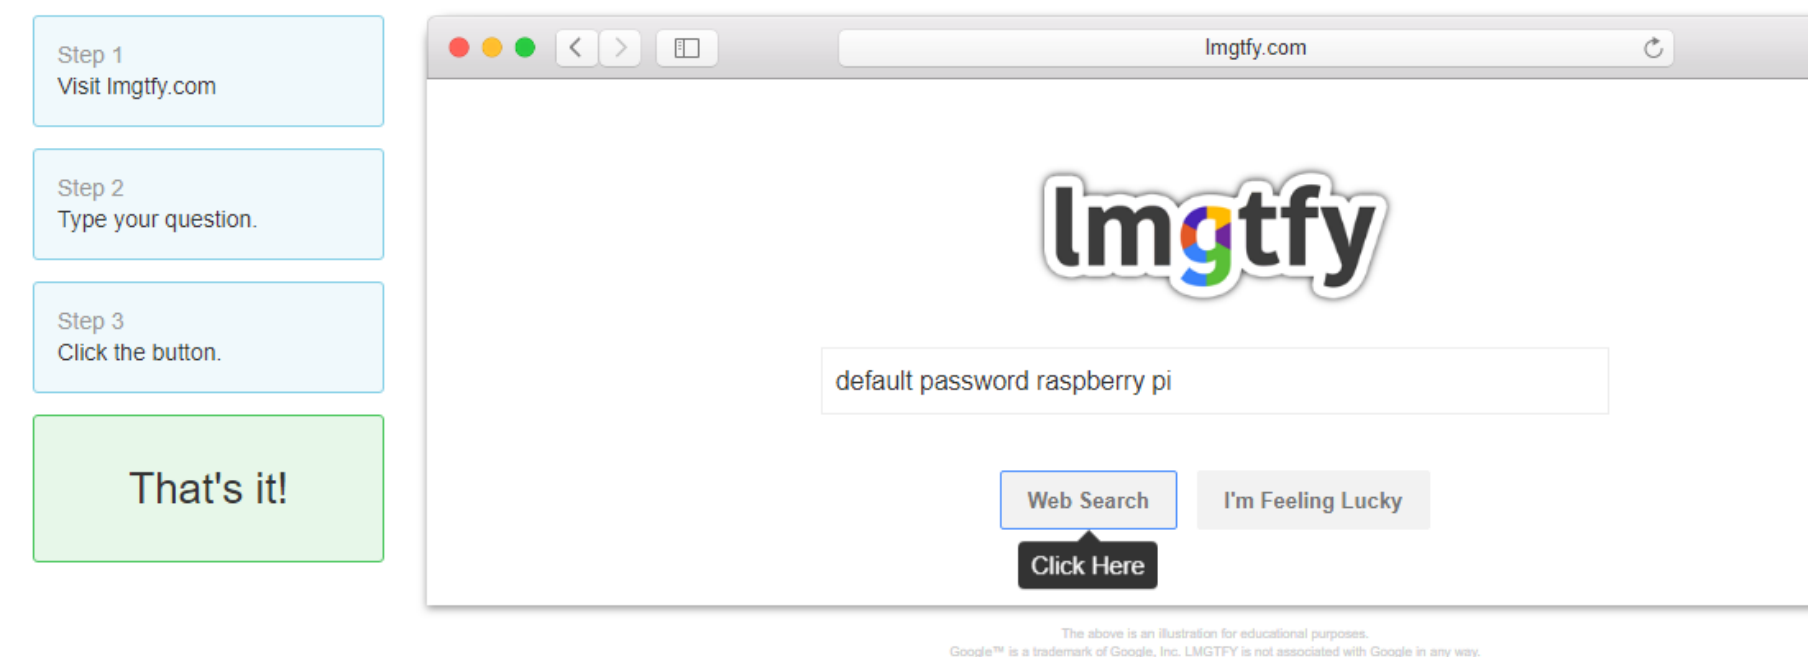 Step 1
Visit lmgtfy.com
Step 2
Type your question.
Step 3
Click the button.
That's it!
lmgtfy.com
lmgtfy
default password raspberry pi
Web Search
I'm Feeling Lucky
Click Here
The above is an illustration for educational purposes.
Google™ is a trademark of Google, Inc. LMGTFY is not associated with Google in any way.